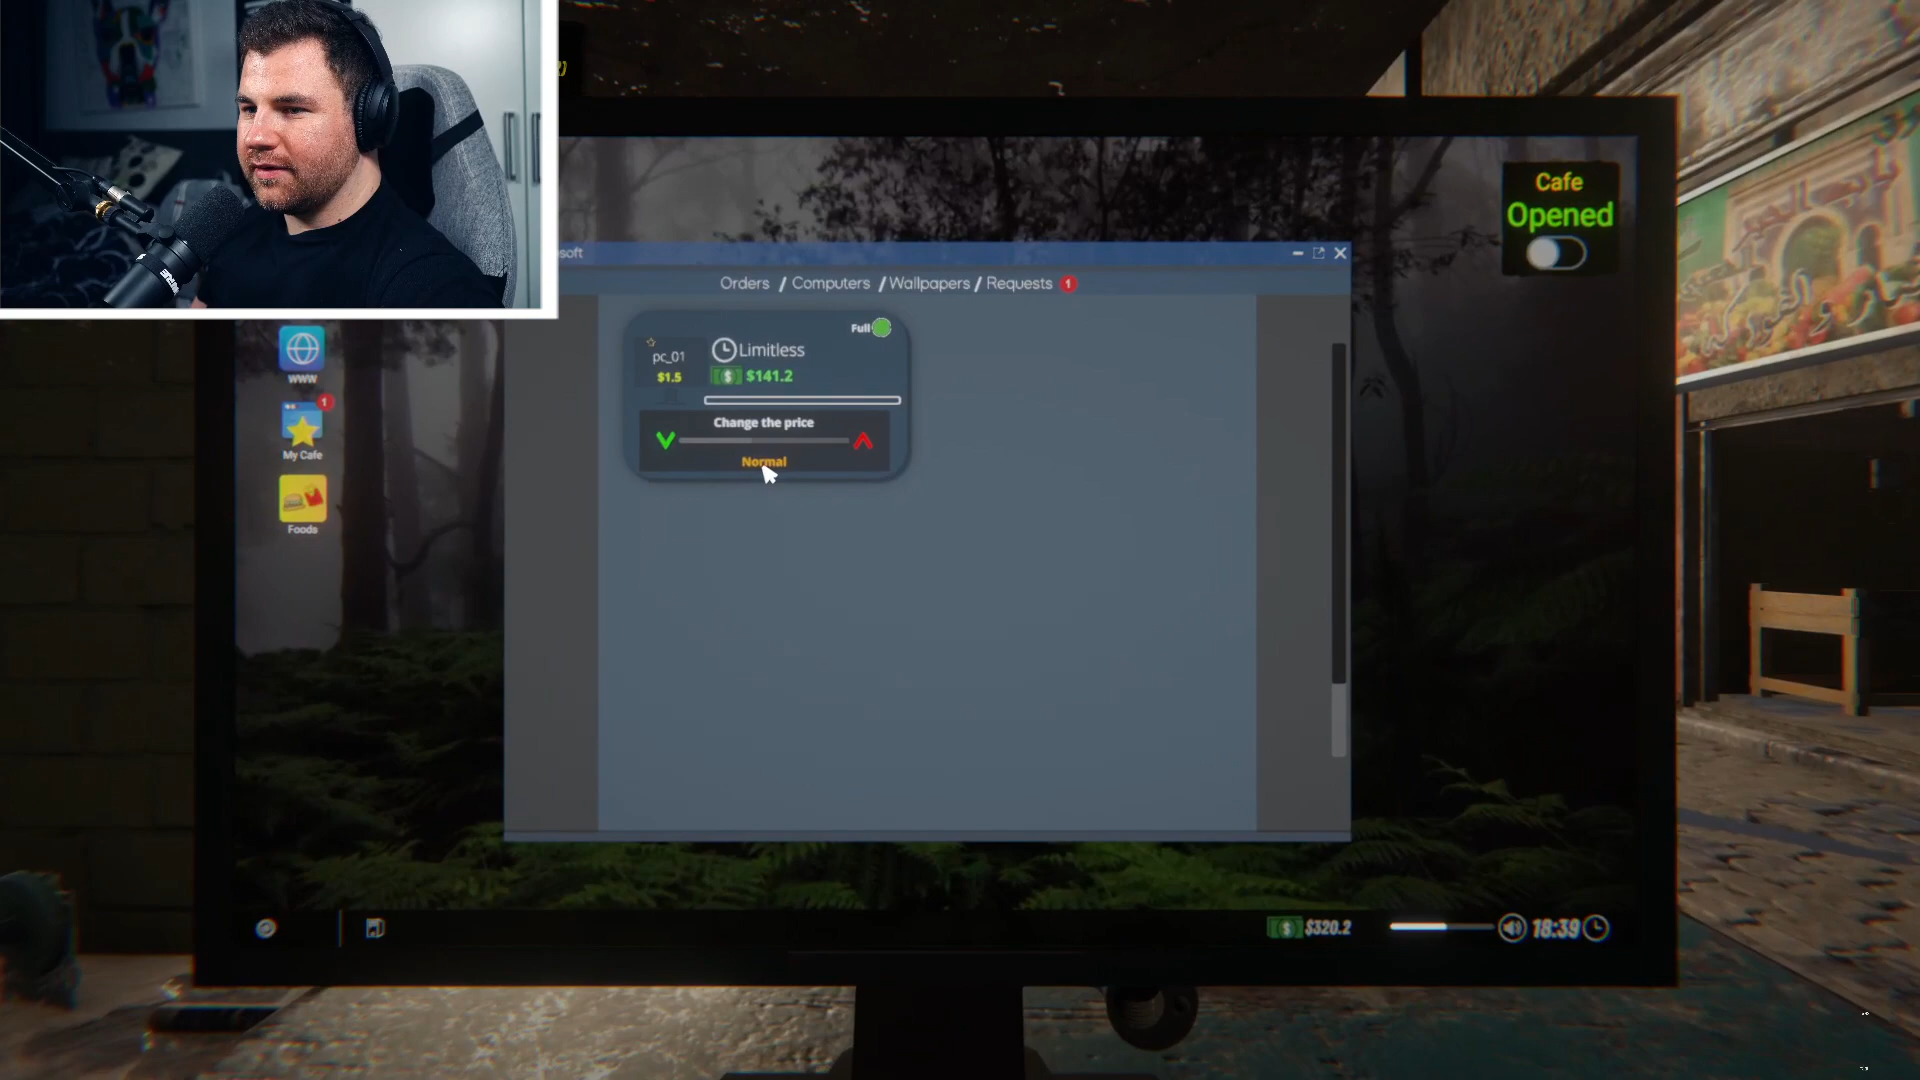 Cafe
Opened
soft
Orders / Computers / Wallpapers / Requests 1
Full
pc_01
$1.5
Limitless
$141.2
Change the price
Normal
WWW
1
My Cafe
Foods
$320.2
18:39